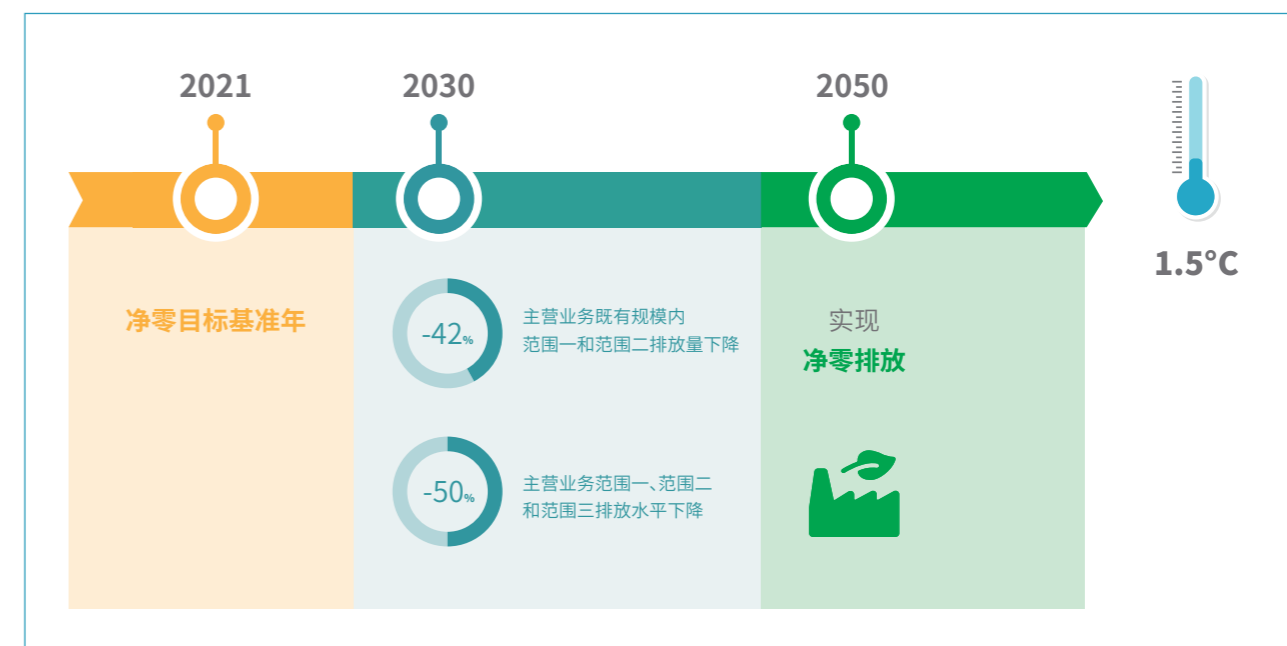 2021
2030
2050
1.5°C
净零目标基准年
-42%
主营业务既有规模内
范围一和范围二排放量下降
-50%
主营业务范围一、范围二
和范围三排放水平下降
实现
净零排放